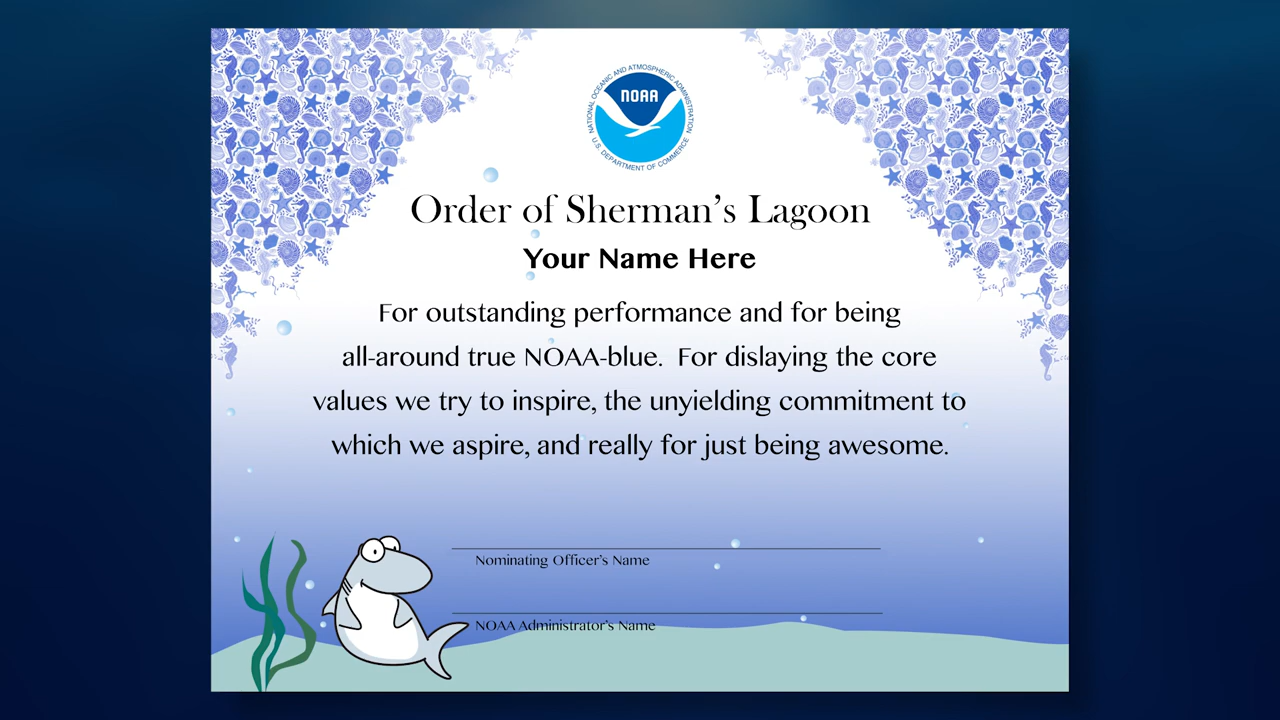 NATIONAL OCEANIC AND ATMOSPHERIC ADMINISTRATION
NOAA
U.S. DEPARTMENT OF COMMERCE
Order of Sherman's Lagoon
Your Name Here
For outstanding performance and for being
all-around true NOAA-blue.  For dislaying the core
values we try to inspire, the unyielding commitment to
which we aspire, and really for just being awesome.
Nominating Officer's Name
NOAA Administrator's Name